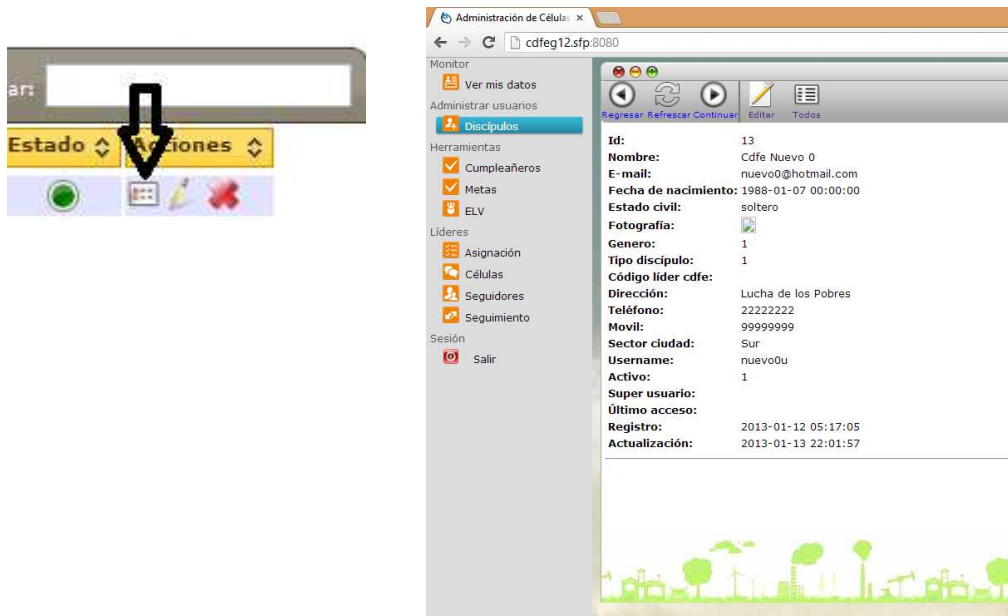 ar:
Estado
Acciones
Administración de Células
cdfeg12.sfp:8080
Monitor
Ver mis datos
Administrar usuarios
Discípulos
Herramientas
Cumpleañeros
Metas
ELV
Líderes
Asignación
Células
Seguidores
Seguimiento
Sesión
Salir
Regresar Refrescar Continuar Editar Todos
Id: 13
Nombre: Cdfe Nuevo 0
E-mail: nuevo0@hotmail.com
Fecha de nacimiento: 1988-01-07 00:00:00
Estado civil: soltero
Fotografía:
Genero: 1
Tipo discípulo: 1
Código líder cdfe:
Dirección: Lucha de los Pobres
Teléfono: 22222222
Movil: 99999999
Sector ciudad: Sur
Username: nuevo0u
Activo: 1
Super usuario:
Último acceso:
Registro: 2013-01-12 05:17:05
Actualización: 2013-01-13 22:01:57